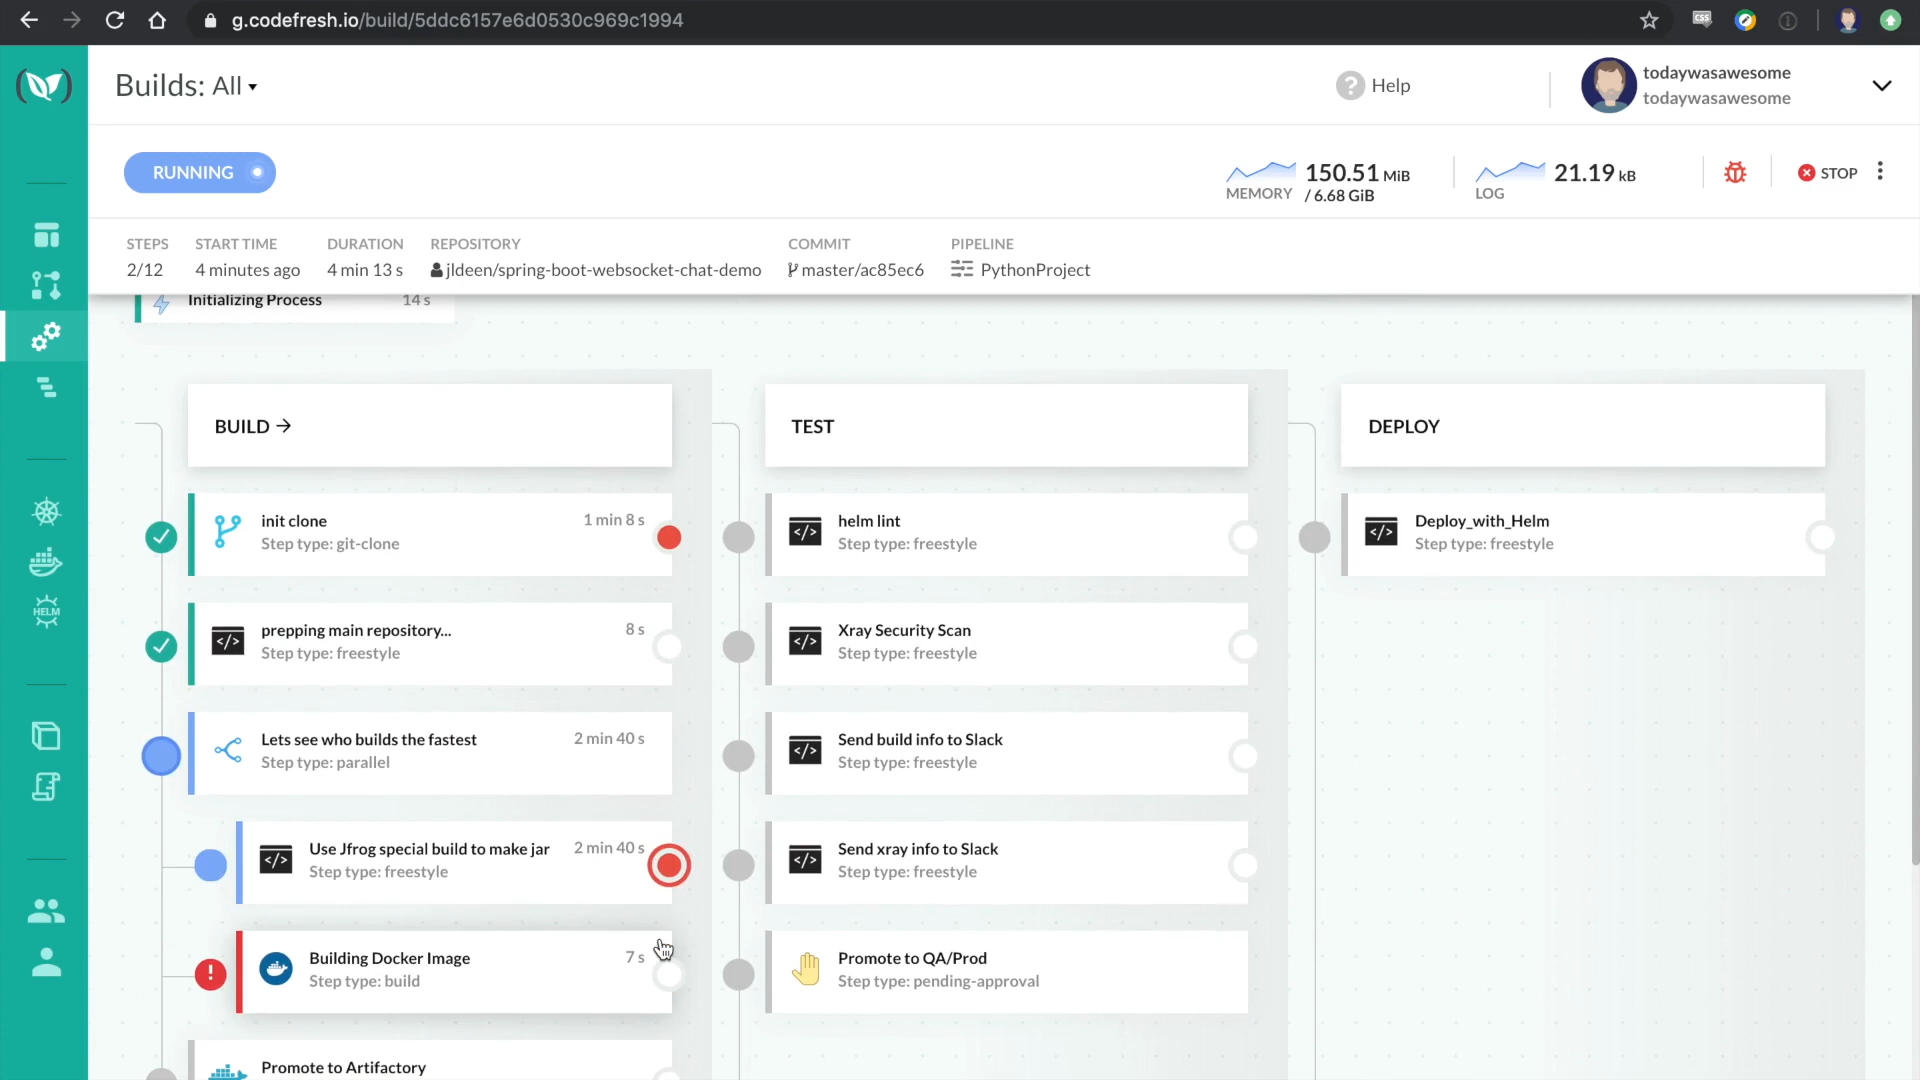 g.codefresh.io/build/5ddc6157e6d0530c969c1994
CSS
Builds: All
? Help
todaywasawesome
todaywasawesome
RUNNING
150.51 MiB
MEMORY / 6.68 GiB
21.19 kB
LOG
STOP
STEPS START TIME DURATION REPOSITORY COMMIT PIPELINE
2/12 4 minutes ago 4 min 13 s jldeen/spring-boot-websocket-chat-demo master/ac85ec6 PythonProject
Initializing Process 14 s
BUILD →
init clone 1 min 8 s
Step type: git-clone
prepping main repository... 8 s
Step type: freestyle
Lets see who builds the fastest 2 min 40 s
Step type: parallel
Use Jfrog special build to make jar 2 min 40 s
Step type: freestyle
Building Docker Image 7 s
Step type: build
Promote to Artifactory
TEST
helm lint
Step type: freestyle
Xray Security Scan
Step type: freestyle
Send build info to Slack
Step type: freestyle
Send xray info to Slack
Step type: freestyle
Promote to QA/Prod
Step type: pending-approval
DEPLOY
Deploy_with_Helm
Step type: freestyle
HELM